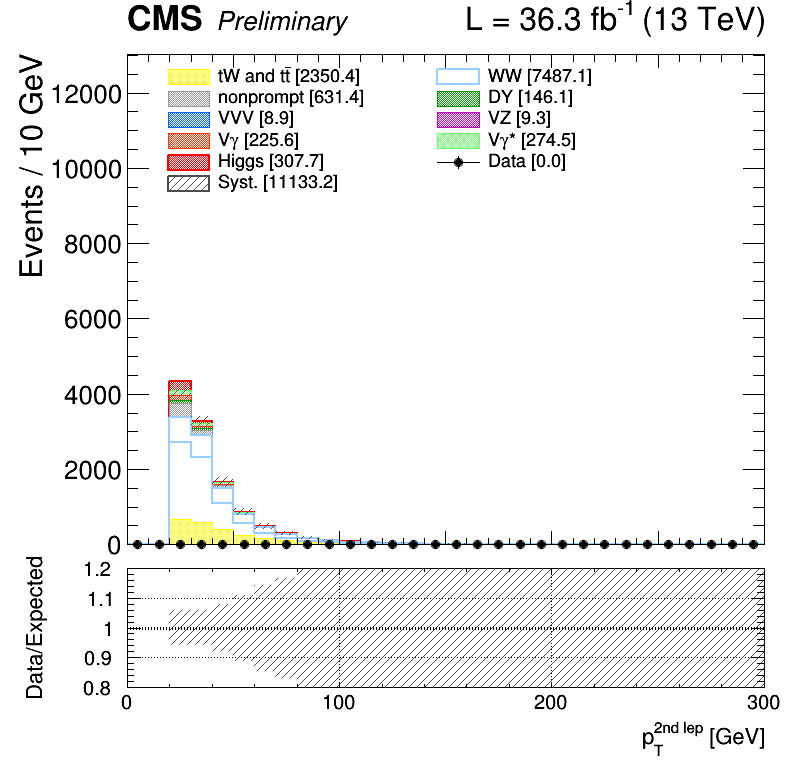 CMS Preliminary L = 36.3 fb⁻¹ (13 TeV)
Events / 10 GeV
12000
10000
8000
6000
4000
2000
0
tW and tt̄ [2350.4]
nonprompt [631.4]
VVV [8.9]
Vγ [225.6]
Higgs [307.7]
Syst. [11133.2]
WW [7487.1]
DY [146.1]
VZ [9.3]
Vγ* [274.5]
Data [0.0]
Data/Expected
1.2
1.1
1
0.9
0.8
0 100 200 300
p_T^{2nd lep} [GeV]